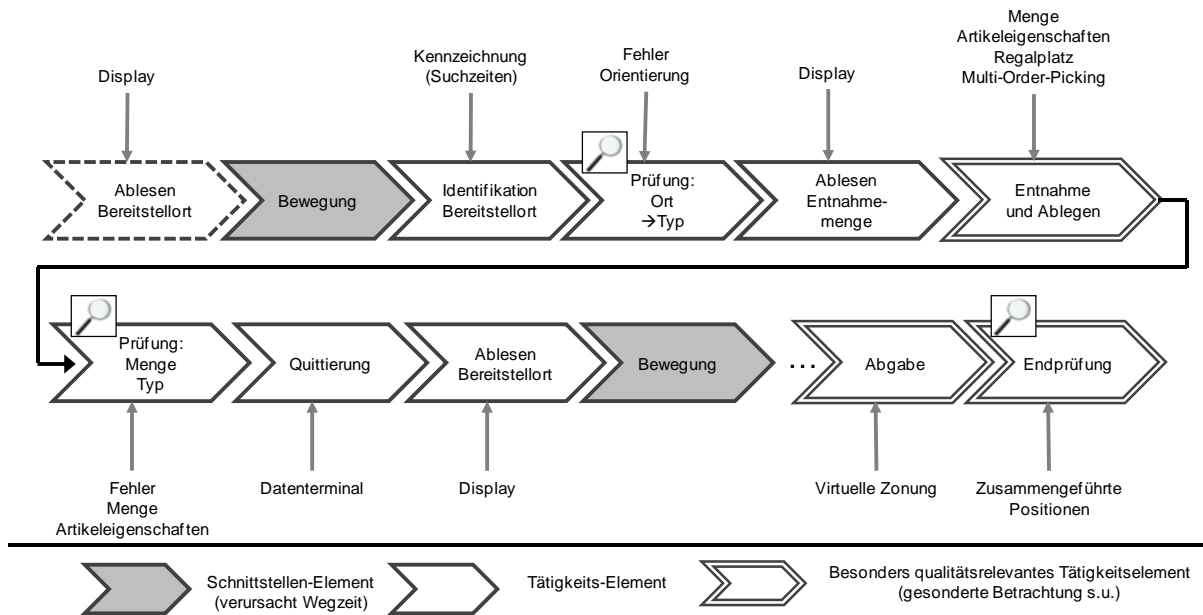 Menge
Artikeleigenschaften
Regalplatz
Multi-Order-Picking
Fehler
Orientierung
Kennzeichnung
(Suchzeiten)
Display
Display
Ablesen
Bereitstellort
Bewegung
Identifikation
Bereitstellort
Prüfung:
Ort
→Typ
Ablesen
Entnahme-
menge
Entnahme
und Ablegen
Prüfung:
Menge
Typ
Quittierung
Ablesen
Bereitstellort
Bewegung
...
Abgabe
Endprüfung
Fehler
Menge
Artikeleigenschaften
Datenterminal
Display
Virtuelle Zonung
Zusammengeführte
Positionen
Schnittstellen-Element
(verursacht Wegzeit)
Tätigkeits-Element
Besonders qualitätsrelevantes Tätigkeitselement
(gesonderte Betrachtung s.u.)